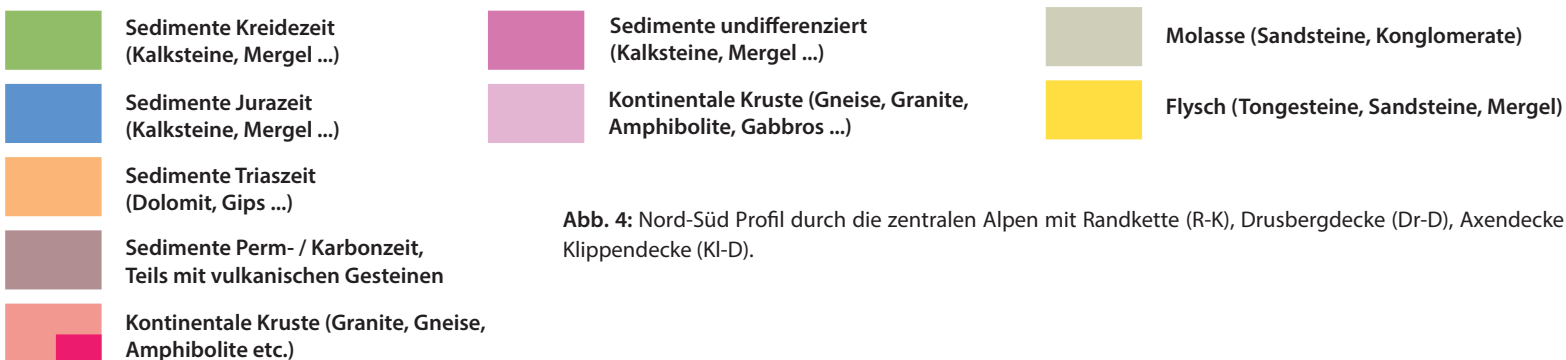 Sedimente Kreidezeit
(Kalksteine, Mergel ...)
Sedimente Jurazeit
(Kalksteine, Mergel ...)
Sedimente Triaszeit
(Dolomit, Gips ...)
Sedimente Perm- / Karbonzeit,
Teils mit vulkanischen Gesteinen
Kontinentale Kruste (Granite, Gneise,
Amphibolite etc.)
Sedimente undifferenziert
(Kalksteine, Mergel ...)
Kontinentale Kruste (Gneise, Granite,
Amphibolite, Gabbros ...)
Molasse (Sandsteine, Konglomerate)
Flysch (Tongesteine, Sandsteine, Mergel)
Abb. 4: Nord-Süd Profil durch die zentralen Alpen mit Randkette (R-K), Drusbergdecke (Dr-D), Axendecke
Klippendecke (Kl-D).